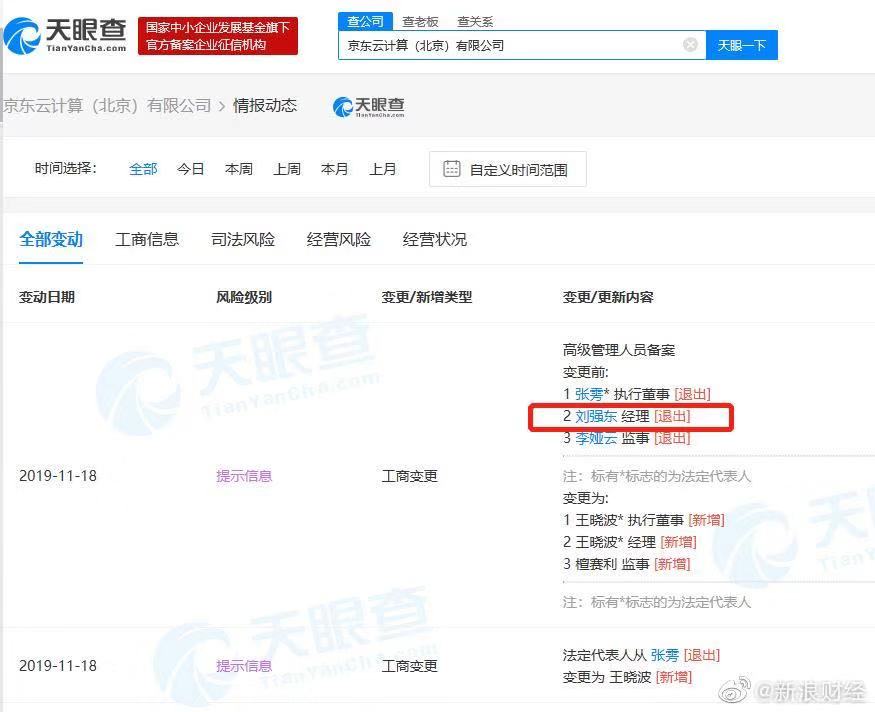 天眼查
TianYanCha.com
国家中小企业发展基金旗下
官方备案企业征信机构
查公司 查老板 查关系
京东云计算（北京）有限公司
天眼一下
京东云计算（北京）有限公司 > 情报动态
天眼查
TianYanCha.com
时间选择：
全部 今日 本周 上周 本月 上月
自定义时间范围
全部变动 工商信息 司法风险 经营风险 经营状况
变动日期 风险级别 变更/新增类型 变更/更新内容
2019-11-18 提示信息 工商变更
高级管理人员备案
变更前:
1 张雱* 执行董事 [退出]
2 刘强东 经理 [退出]
3 李娅云 监事 [退出]
注：标有*标志的为法定代表人
变更为:
1 王晓波* 执行董事 [新增]
2 王晓波* 经理 [新增]
3 檀赛利 监事 [新增]
注：标有*标志的为法定代表人
2019-11-18 提示信息 工商变更
法定代表人从 张雱 [退出]
变更为 王晓波 [新增]
天眼查
TianYanCha.com
天眼查
TianYanCha.com
@新浪财经